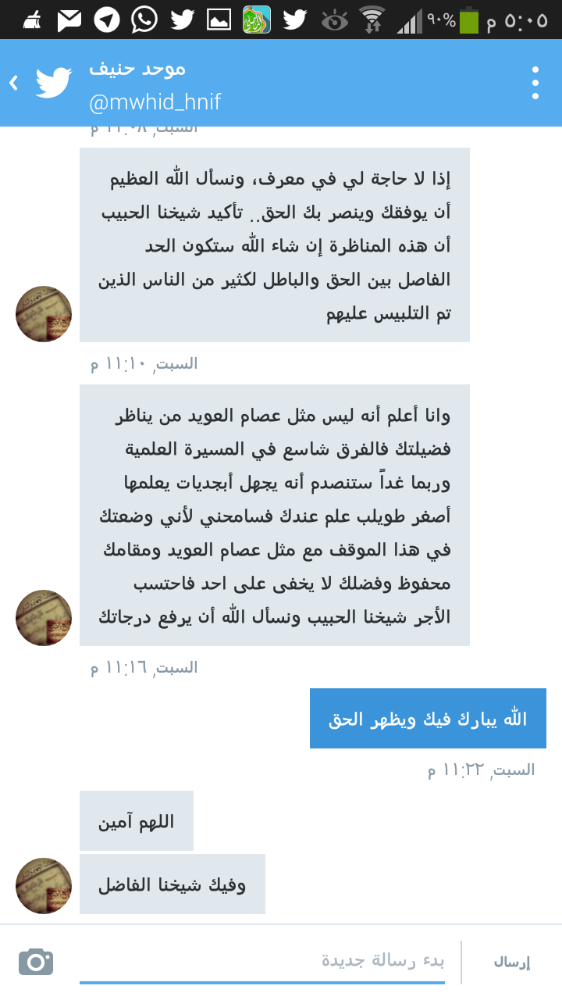 ٥:٠٥ م
٩٠%
موحد حنيف
@mwhid_hnif
السبت, ١١:٠٨ م
إذا لا حاجة لي في معرف، ونسأل الله العظيم
أن يوفقك وينصر بك الحق.. تأكيد شيخنا الحبيب
أن هذه المناظرة إن شاء الله ستكون الحد
الفاصل بين الحق والباطل لكثير من الناس الذين
تم التلبيس عليهم
السبت, ١١:١٠ م
وانا أعلم أنه ليس مثل عصام العويد من يناظر
فضيلتك فالفرق شاسع في المسيرة العلمية
وربما غداً ستنصدم أنه يجهل أبجديات يعلمها
أصغر طويلب علم عندك فسامحني لأني وضعتك
في هذا الموقف مع مثل عصام العويد ومقامك
محفوظ وفضلك لا يخفى على احد فاحتسب
الأجر شيخنا الحبيب ونسأل الله أن يرفع درجاتك
السبت, ١١:١٦ م
الله يبارك فيك ويظهر الحق
السبت, ١١:٢٢ م
اللهم آمين
وفيك شيخنا الفاضل
بدء رسالة جديدة
إرسال